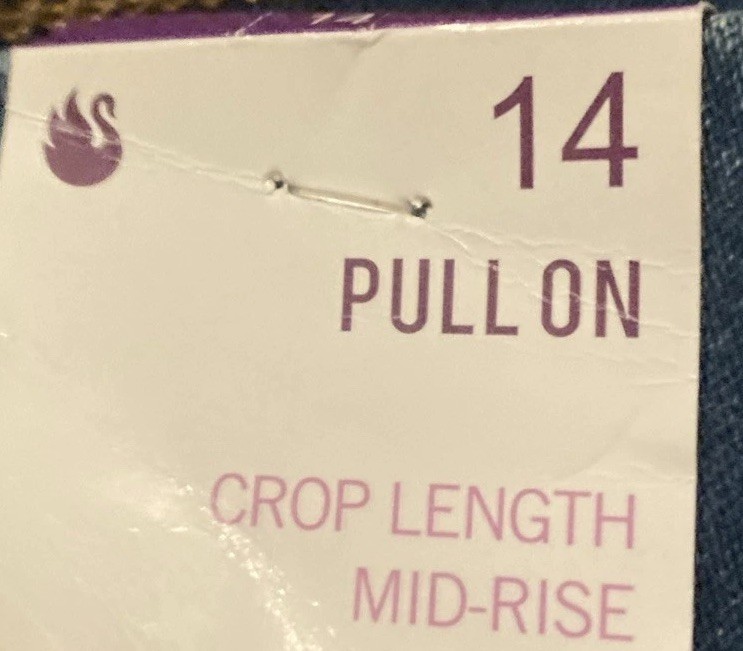 14
PULL ON
CROP LENGTH
MID-RISE